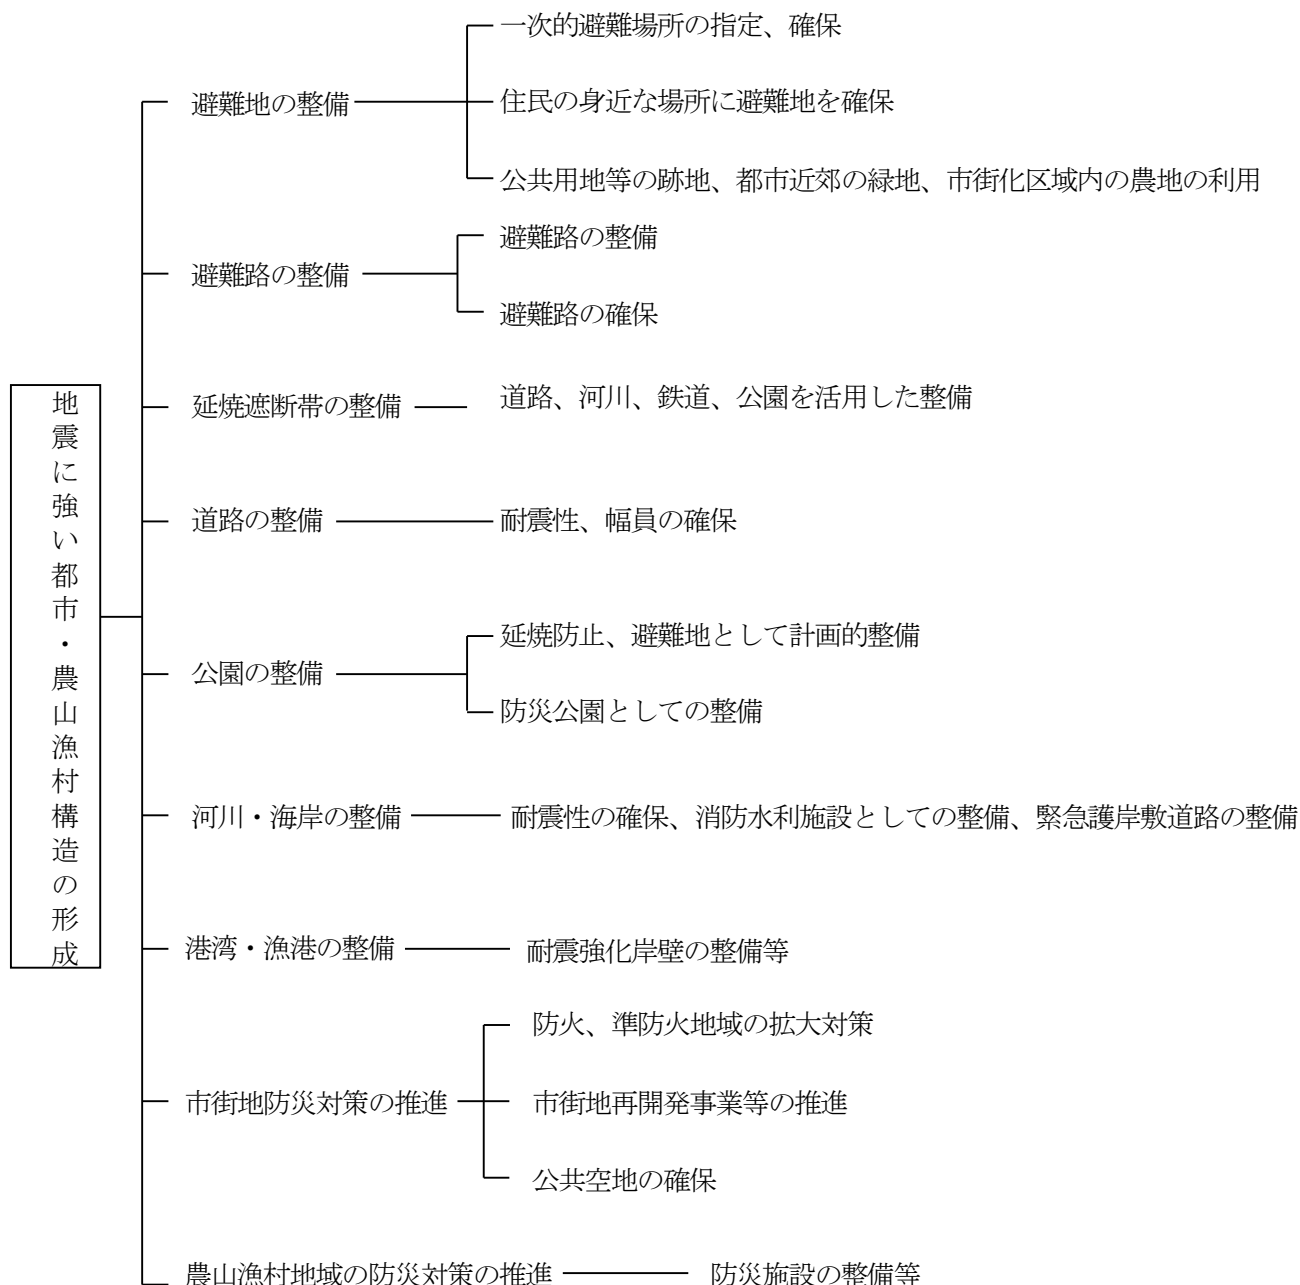 地震に強い都市・農山漁村構造の形成
避難地の整備
一次的避難場所の指定、確保
住民の身近な場所に避難地を確保
公共用地等の跡地、都市近郊の緑地、市街化区域内の農地の利用
避難路の整備
避難路の整備
避難路の確保
延焼遮断帯の整備
道路、河川、鉄道、公園を活用した整備
道路の整備
耐震性、幅員の確保
公園の整備
延焼防止、避難地として計画的整備
防災公園としての整備
河川・海岸の整備
耐震性の確保、消防水利施設としての整備、緊急護岸敷道路の整備
港湾・漁港の整備
耐震強化岸壁の整備等
市街地防災対策の推進
防火、準防火地域の拡大対策
市街地再開発事業等の推進
公共空地の確保
農山漁村地域の防災対策の推進
防災施設の整備等